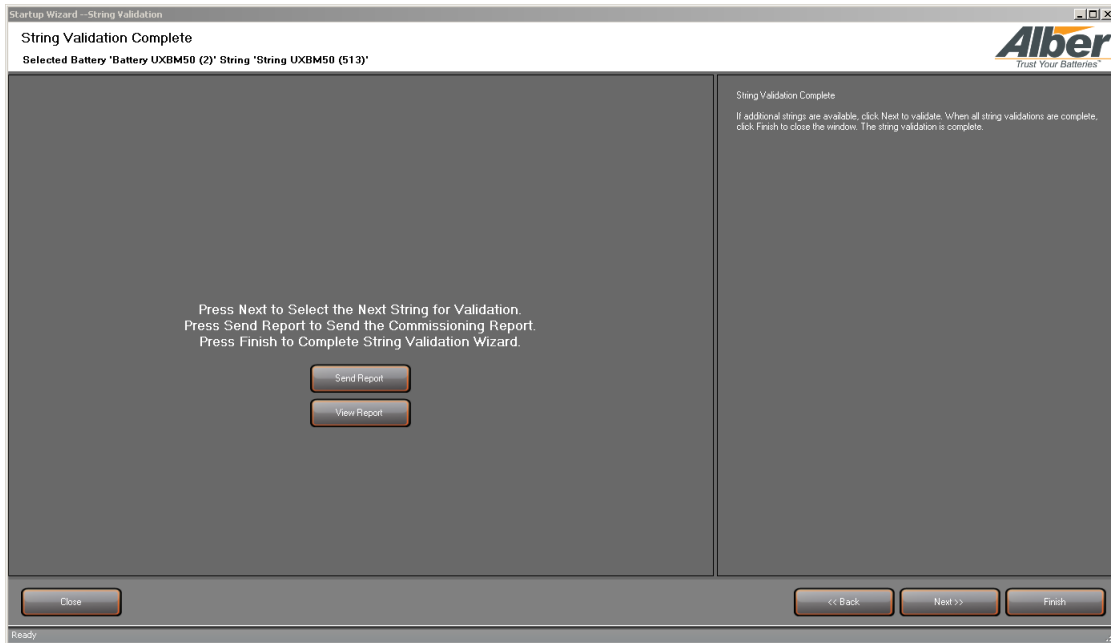 Startup Wizard ---String Validation
String Validation Complete
Selected Battery 'Battery UXBM50 (2)' String 'String UXBM50 (513)'
Alber
Trust Your Batteries™
String Validation Complete
If additional strings are available, click Next to validate. When all string validations are complete,
click Finish to close the window. The string validation is complete.
Press Next to Select the Next String for Validation.
Press Send Report to Send the Commissioning Report.
Press Finish to Complete String Validation Wizard.
Send Report
View Report
Close
<< Back
Next >>
Finish
Ready